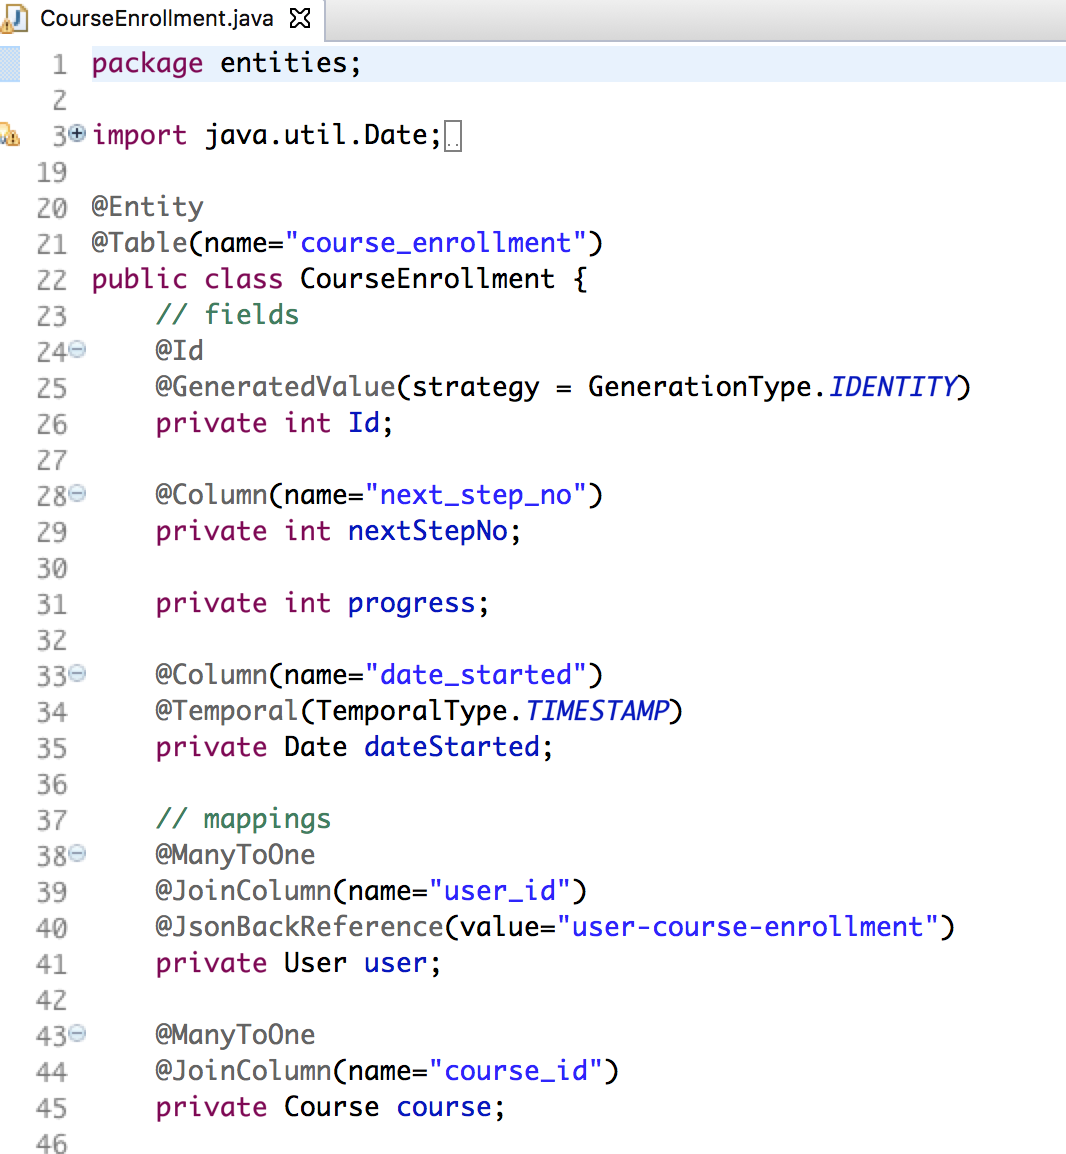 CourseEnrollment.java
1 package entities;
2
3 import java.util.Date;
19
20 @Entity
21 @Table(name="course_enrollment")
22 public class CourseEnrollment {
23     // fields
24     @Id
25     @GeneratedValue(strategy = GenerationType.IDENTITY)
26     private int Id;
27
28     @Column(name="next_step_no")
29     private int nextStepNo;
30
31     private int progress;
32
33     @Column(name="date_started")
34     @Temporal(TemporalType.TIMESTAMP)
35     private Date dateStarted;
36
37     // mappings
38     @ManyToOne
39     @JoinColumn(name="user_id")
40     @JsonBackReference(value="user-course-enrollment")
41     private User user;
42
43     @ManyToOne
44     @JoinColumn(name="course_id")
45     private Course course;
46